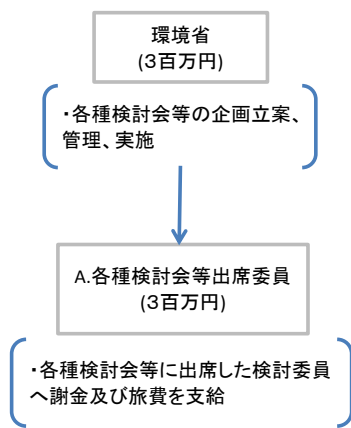 環境省
(3百万円)
・各種検討会等の企画立案、
管理、実施
A.各種検討会等出席委員
(3百万円)
・各種検討会等に出席した検討委員
へ謝金及び旅費を支給